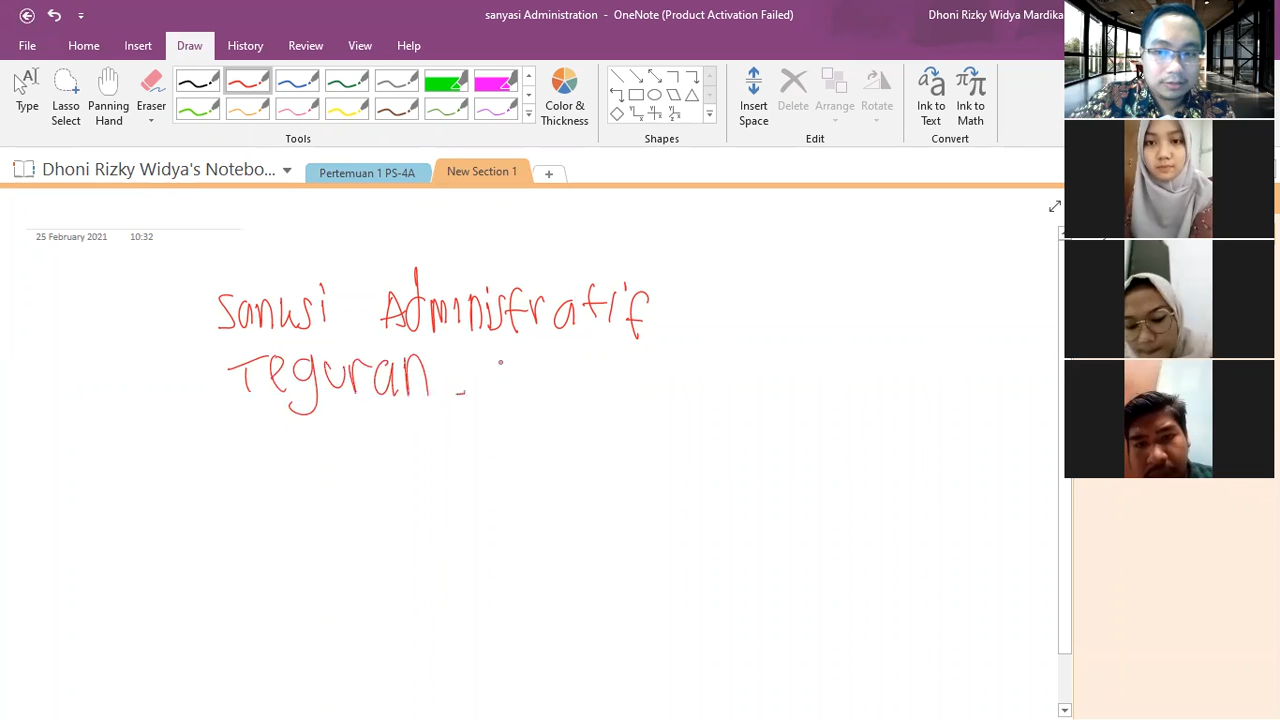 sanyasi Administration - OneNote (Product Activation Failed)
Dhoni Rizky Widya Mardika
File Home Insert Draw History Review View Help
Type
Lasso Select
Panning Hand
Eraser
Color & Thickness
Insert Space
Delete
Arrange
Rotate
Ink to Text
Ink to Math
Tools
Shapes
Edit
Convert
Dhoni Rizky Widya's Notebo...
Pertemuan 1 PS-4A
New Section 1
25 February 2021 10:32
Sanksi Administratif
Teguran